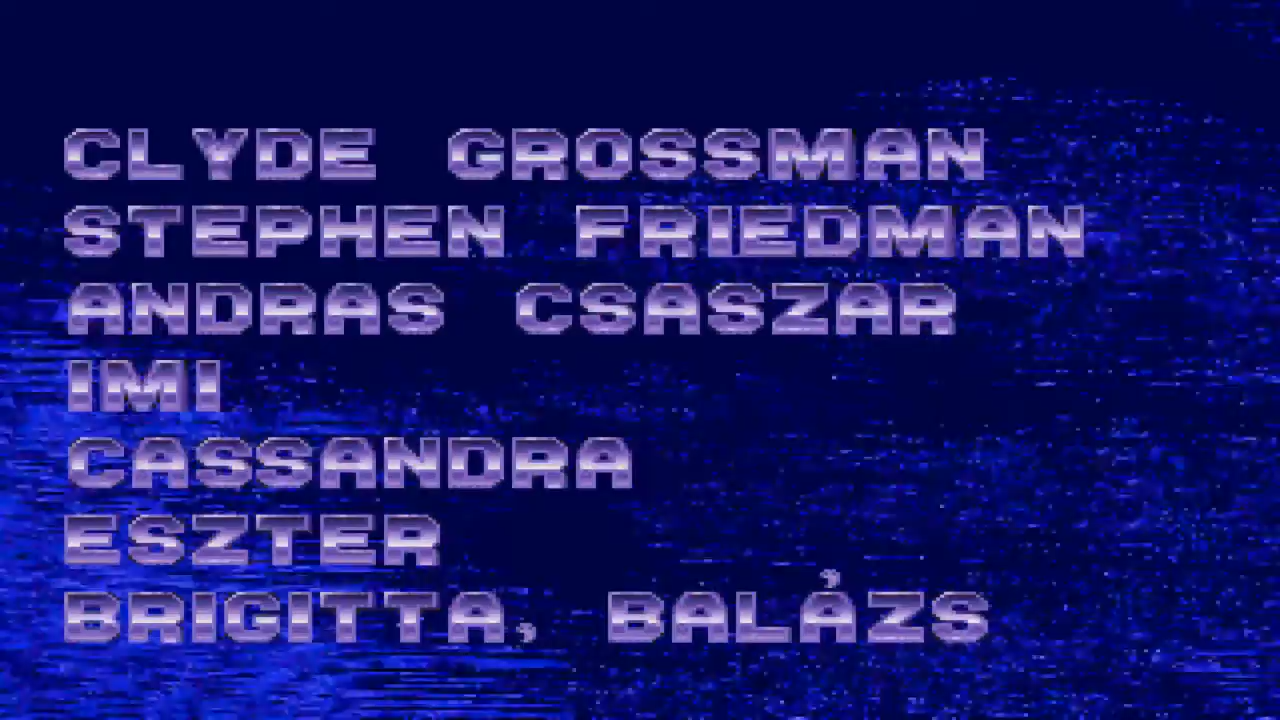 CLYDE GROSSMAN
STEPHEN FRIEDMAN
ANDRAS CSASZAR
IMI
CASSANDRA
ESZTER
BRIGITTA, BALÁZS